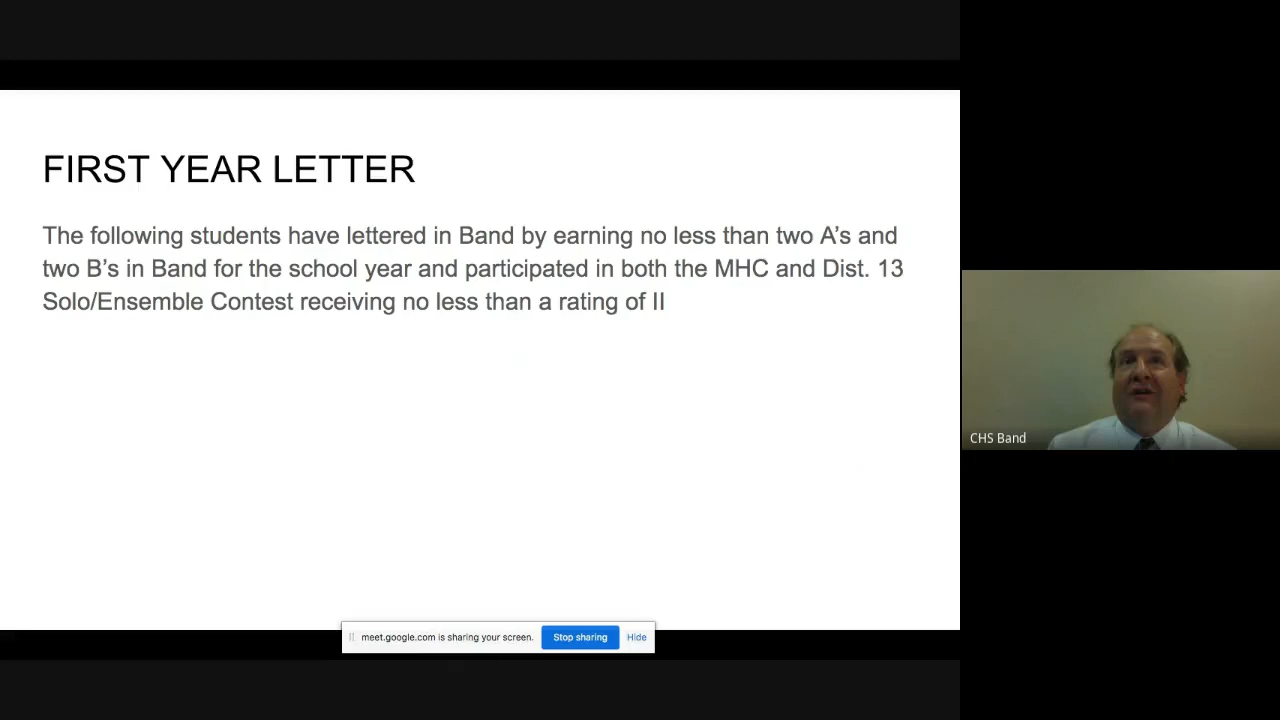 FIRST YEAR LETTER
The following students have lettered in Band by earning no less than two A’s and
two B’s in Band for the school year and participated in both the MHC and Dist. 13
Solo/Ensemble Contest receiving no less than a rating of II
CHS Band
meet.google.com is sharing your screen. Stop sharing Hide